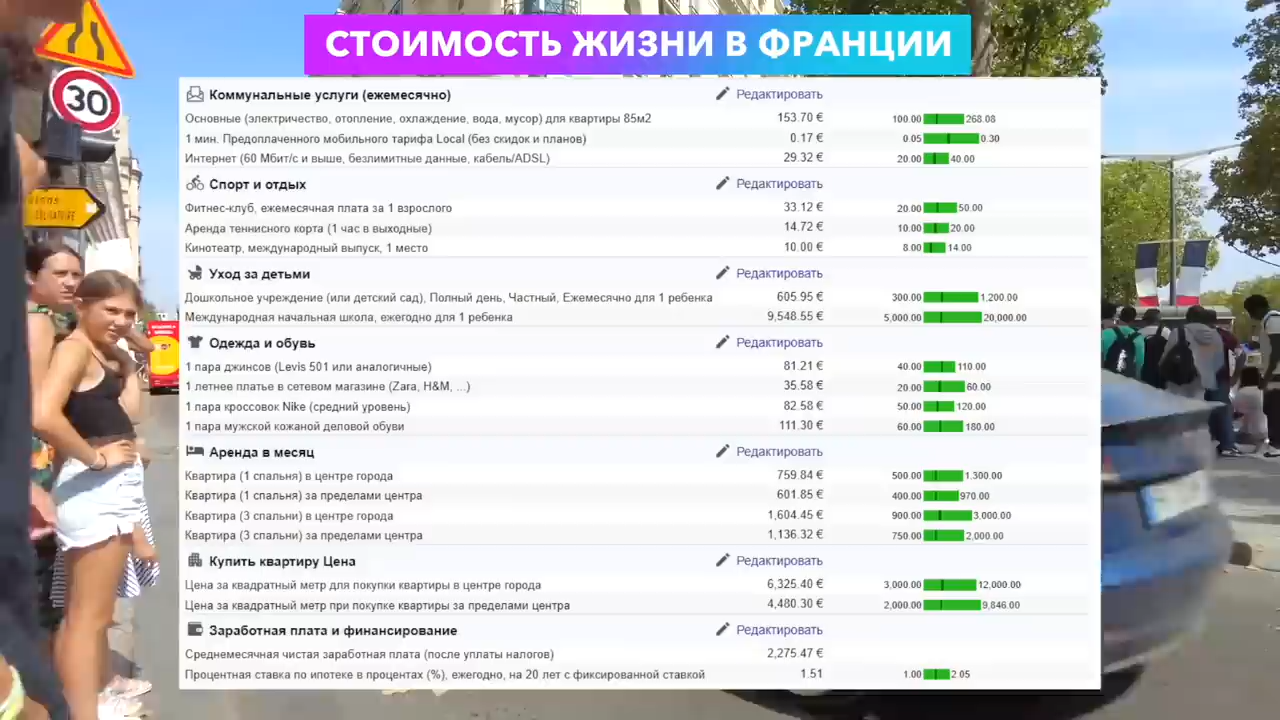 СТОИМОСТЬ ЖИЗНИ В ФРАНЦИИ
30
Коммунальные услуги (ежемесячно) Редактировать
Основные (электричество, отопление, охлаждение, вода, мусор) для квартиры 85м2 153.70 € 100.00 268.08
1 мин. Предоплаченного мобильного тарифа Local (без скидок и планов) 0.17 € 0.05 0.30
Интернет (60 Мбит/с и выше, безлимитные данные, кабель/ADSL) 29.32 € 20.00 40.00
Спорт и отдых Редактировать
Фитнес-клуб, ежемесячная плата за 1 взрослого 33.12 € 20.00 50.00
Аренда теннисного корта (1 час в выходные) 14.72 € 10.00 20.00
Кинотеатр, международный выпуск, 1 место 10.00 € 8.00 14.00
Уход за детьми Редактировать
Дошкольное учреждение (или детский сад), Полный день, Частный, Ежемесячно для 1 ребенка 605.95 € 300.00 1,200.00
Международная начальная школа, ежегодно для 1 ребенка 9,548.55 € 5,000.00 20,000.00
Одежда и обувь Редактировать
1 пара джинсов (Levis 501 или аналогичные) 81.21 € 40.00 110.00
1 летнее платье в сетевом магазине (Zara, H&M, ...) 35.58 € 20.00 60.00
1 пара кроссовок Nike (средний уровень) 82.58 € 50.00 120.00
1 пара мужской кожаной деловой обуви 111.30 € 60.00 180.00
Аренда в месяц Редактировать
Квартира (1 спальня) в центре города 759.84 € 500.00 1,300.00
Квартира (1 спальня) за пределами центра 601.85 € 400.00 970.00
Квартира (3 спальни) в центре города 1,604.45 € 900.00 3,000.00
Квартира (3 спальни) за пределами центра 1,136.32 € 750.00 2,000.00
Купить квартиру Цена Редактировать
Цена за квадратный метр для покупки квартиры в центре города 6,325.40 € 3,000.00 12,000.00
Цена за квадратный метр при покупке квартиры за пределами центра 4,480.30 € 2,000.00 9,846.00
Заработная плата и финансирование Редактировать
Среднемесячная чистая заработная плата (после уплаты налогов) 2,275.47 €
Процентная ставка по ипотеке в процентах (%), ежегодно, на 20 лет с фиксированной ставкой 1.51 1.00 2.05